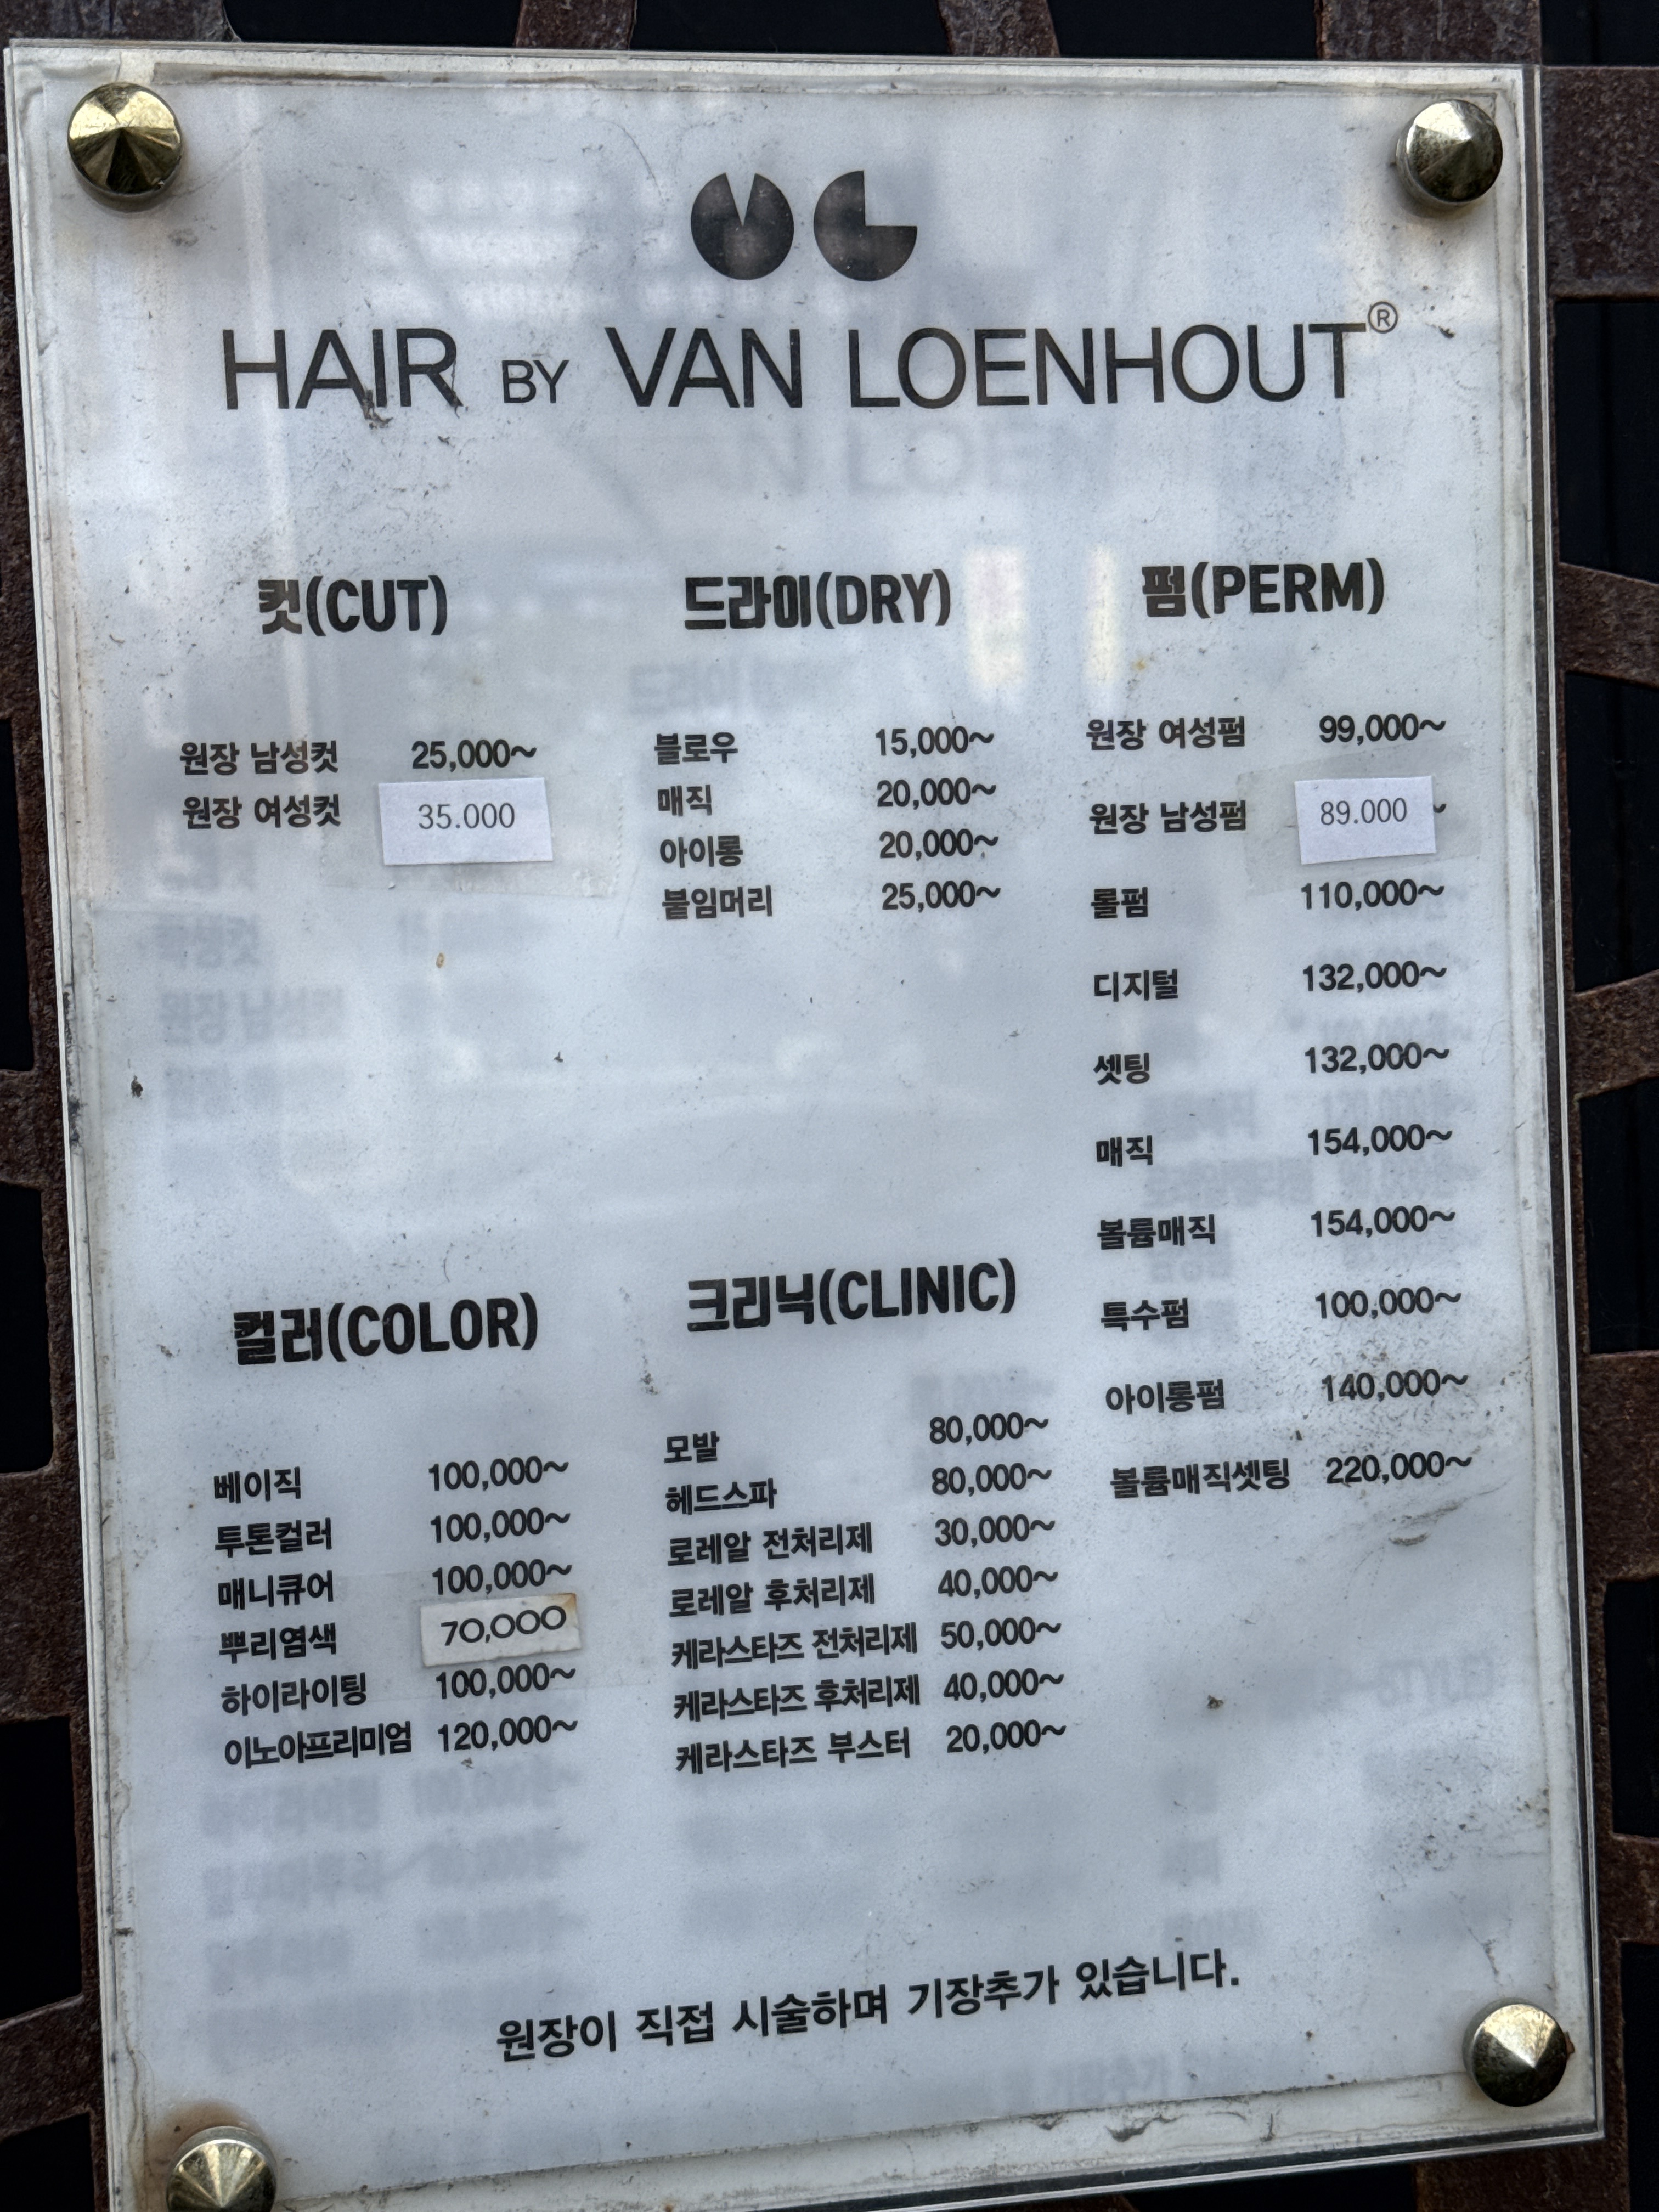 HAIR BY VAN LOENHOUT®
컷(CUT)
원장 남성컷 25,000~
원장 여성컷 35.000
드라이(DRY)
블로우 15,000~
매직 20,000~
아이롱 20,000~
붙임머리 25,000~
펌(PERM)
원장 여성펌 99,000~
원장 남성펌 89.000 ~
롤펌 110,000~
디지털 132,000~
셋팅 132,000~
매직 154,000~
볼륨매직 154,000~
특수펌 100,000~
아이롱펌 140,000~
볼륨매직셋팅 220,000~
컬러(COLOR)
베이직 100,000~
투톤컬러 100,000~
매니큐어 100,000~
뿌리염색 70,000
하이라이팅 100,000~
이노아프리미엄 120,000~
크리닉(CLINIC)
모발 80,000~
헤드스파 80,000~
로레알 전처리제 30,000~
로레알 후처리제 40,000~
케라스타즈 전처리제 50,000~
케라스타즈 후처리제 40,000~
케라스타즈 부스터 20,000~
원장이 직접 시술하며 기장추가 있습니다.